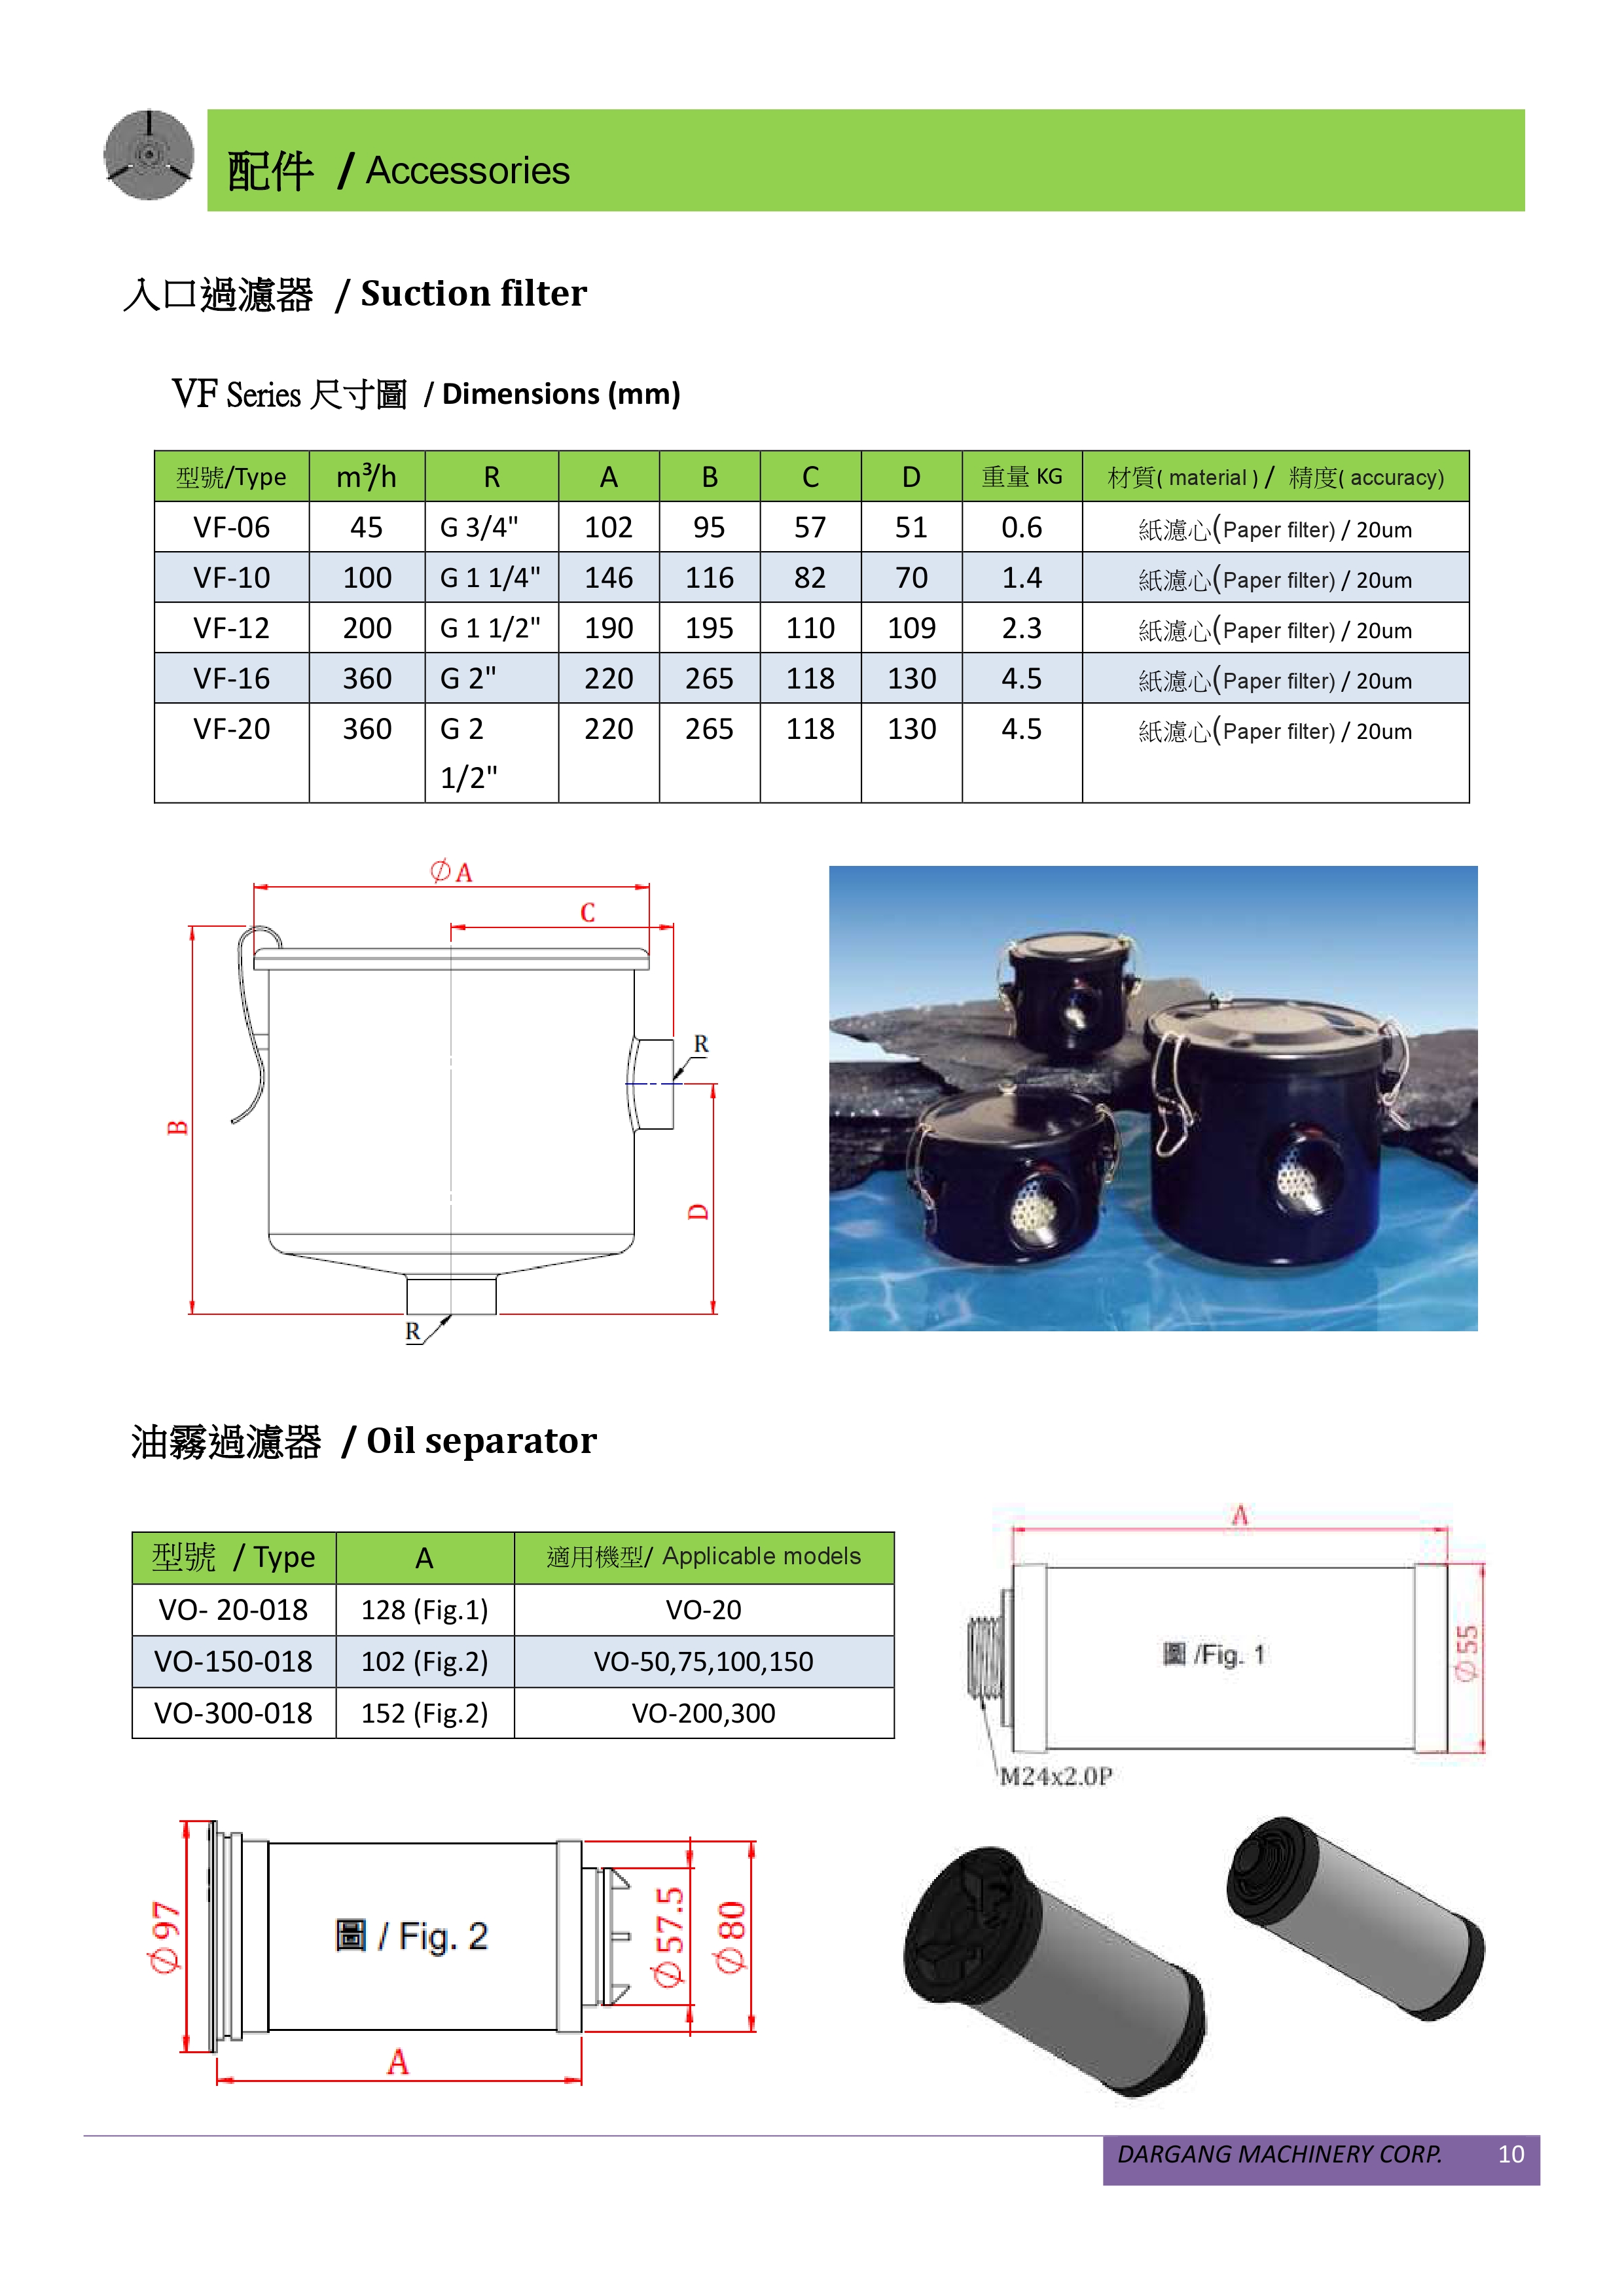 配件 / Accessories
入口過濾器 / Suction filter
VF Series 尺寸圖 / Dimensions (mm)
型號/Type m³/h R A B C D 重量 KG 材質( material ) / 精度( accuracy)
VF-06 45 G 3/4" 102 95 57 51 0.6 紙濾心(Paper filter) / 20um
VF-10 100 G 1 1/4" 146 116 82 70 1.4 紙濾心(Paper filter) / 20um
VF-12 200 G 1 1/2" 190 195 110 109 2.3 紙濾心(Paper filter) / 20um
VF-16 360 G 2" 220 265 118 130 4.5 紙濾心(Paper filter) / 20um
VF-20 360 G 2 220 265 118 130 4.5 紙濾心(Paper filter) / 20um
1/2"
∅A
C
R
B
D
R
油霧過濾器 / Oil separator
型號 / Type A 適用機型/ Applicable models
VO- 20-018 128 (Fig.1) VO-20
VO-150-018 102 (Fig.2) VO-50,75,100,150
VO-300-018 152 (Fig.2) VO-200,300
A
圖 /Fig. 1
∅55
M24x2.0P
∅97
圖 / Fig. 2
∅57.5
∅80
A
DARGANG MACHINERY CORP. 10